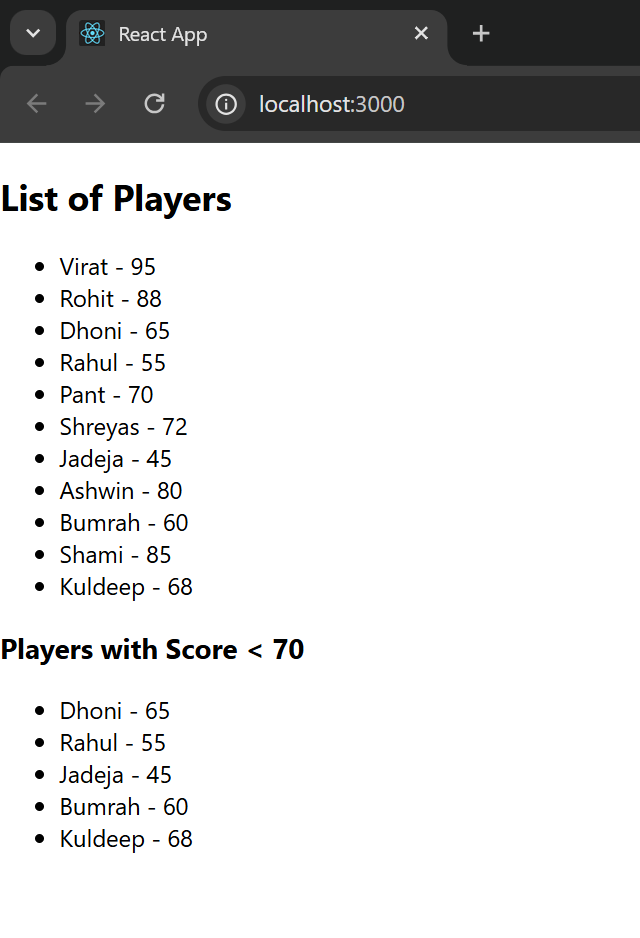 React App
localhost:3000
List of Players
Virat - 95
Rohit - 88
Dhoni - 65
Rahul - 55
Pant - 70
Shreyas - 72
Jadeja - 45
Ashwin - 80
Bumrah - 60
Shami - 85
Kuldeep - 68
Players with Score < 70
Dhoni - 65
Rahul - 55
Jadeja - 45
Bumrah - 60
Kuldeep - 68